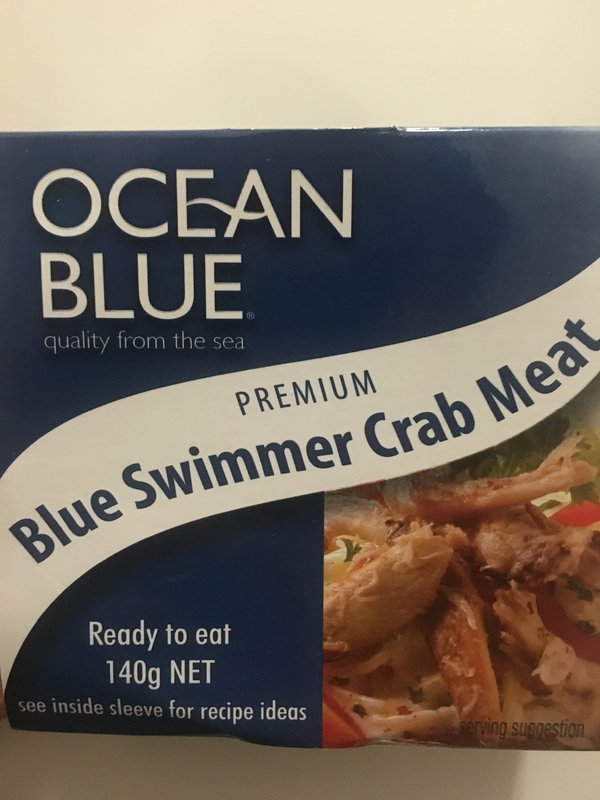 OCEAN
BLUE®
quality from the sea
PREMIUM
Blue Swimmer Crab Meat
Ready to eat
140g NET
see inside sleeve for recipe ideas
serving suggestion